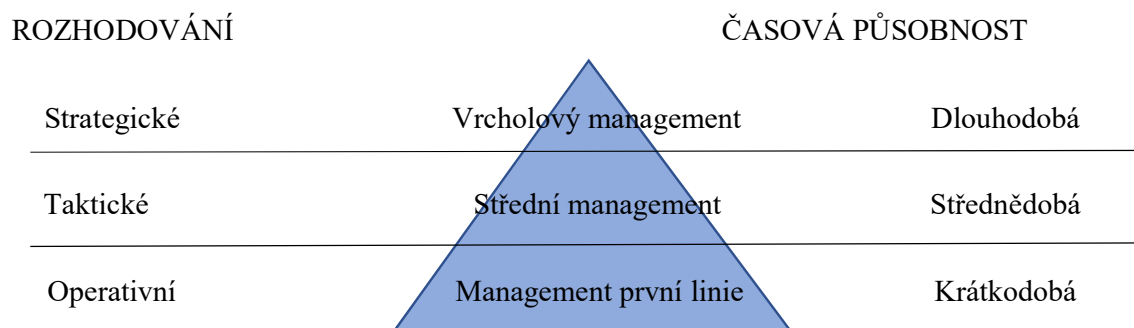 ROZHODOVÁNÍ ČASOVÁ PŮSOBNOST
Strategické Vrcholový management Dlouhodobá
Taktické Střední management Střednědobá
Operativní Management první linie Krátkodobá